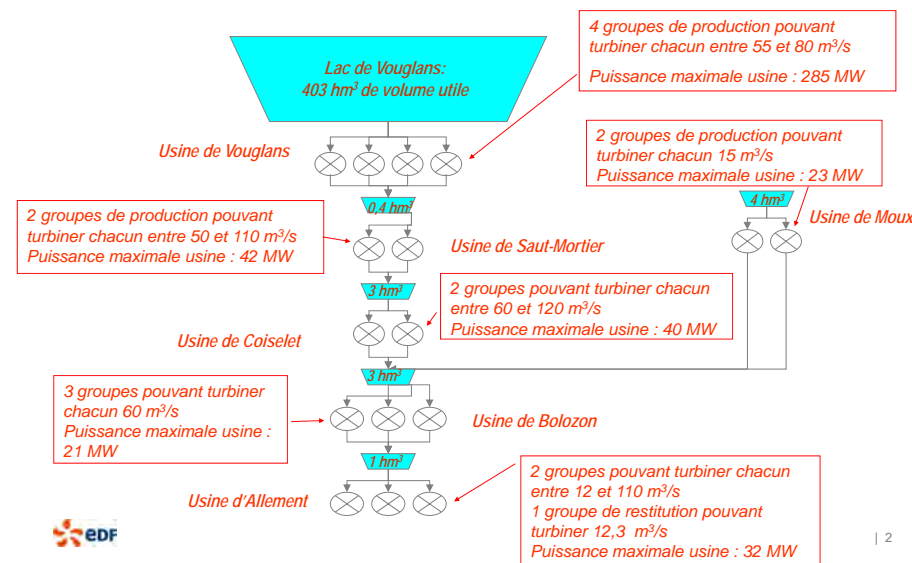 4 groupes de production pouvant
turbiner chacun entre 55 et 80 m³/s
Puissance maximale usine : 285 MW
Lac de Vouglans:
403 hm³ de volume utile
2 groupes de production pouvant
turbiner chacun 15 m³/s
Puissance maximale usine : 23 MW
Usine de Vouglans
4 hm³
0,4 hm³
Usine de Moux
2 groupes de production pouvant
turbiner chacun entre 50 et 110 m³/s
Puissance maximale usine : 42 MW
Usine de Saut-Mortier
3 hm³
2 groupes pouvant turbiner chacun
entre 60 et 120 m³/s
Puissance maximale usine : 40 MW
Usine de Coiselet
3 hm³
3 groupes pouvant turbiner
chacun 60 m³/s
Puissance maximale usine :
21 MW
Usine de Bolozon
1 hm³
2 groupes pouvant turbiner chacun
entre 12 et 110 m³/s
1 groupe de restitution pouvant
turbiner 12,3 m³/s
Puissance maximale usine : 32 MW
Usine d'Allement
eDF
| 2